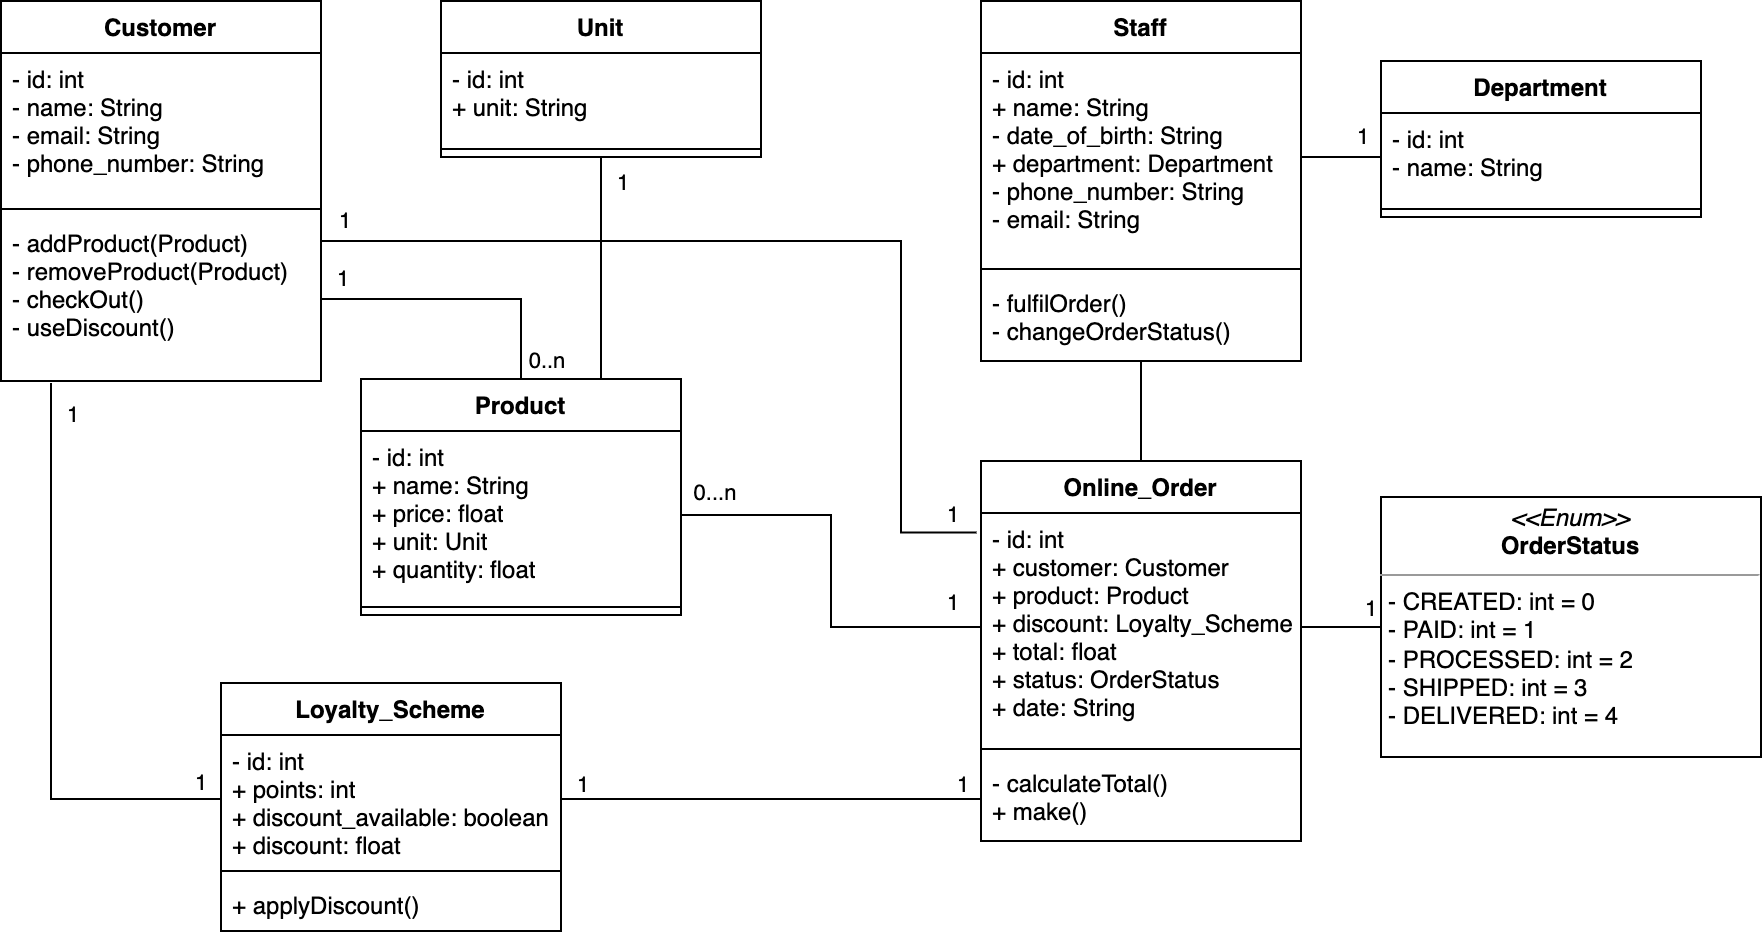 Customer
- id: int
- name: String
- email: String
- phone_number: String
- addProduct(Product)
- removeProduct(Product)
- checkOut()
- useDiscount()
Unit
- id: int
+ unit: String
Staff
- id: int
+ name: String
- date_of_birth: String
+ department: Department
- phone_number: String
- email: String
- fulfilOrder()
- changeOrderStatus()
1
Department
- id: int
- name: String
1
1
1
0..n
1
Product
- id: int
+ name: String
+ price: float
+ unit: Unit
+ quantity: float
0...n
1
1
Online_Order
- id: int
+ customer: Customer
+ product: Product
+ discount: Loyalty_Scheme
+ total: float
+ status: OrderStatus
+ date: String
- calculateTotal()
+ make()
1
<<Enum>>
OrderStatus
- CREATED: int = 0
- PAID: int = 1
- PROCESSED: int = 2
- SHIPPED: int = 3
- DELIVERED: int = 4
1
Loyalty_Scheme
- id: int
+ points: int
+ discount_available: boolean
+ discount: float
+ applyDiscount()
1
1